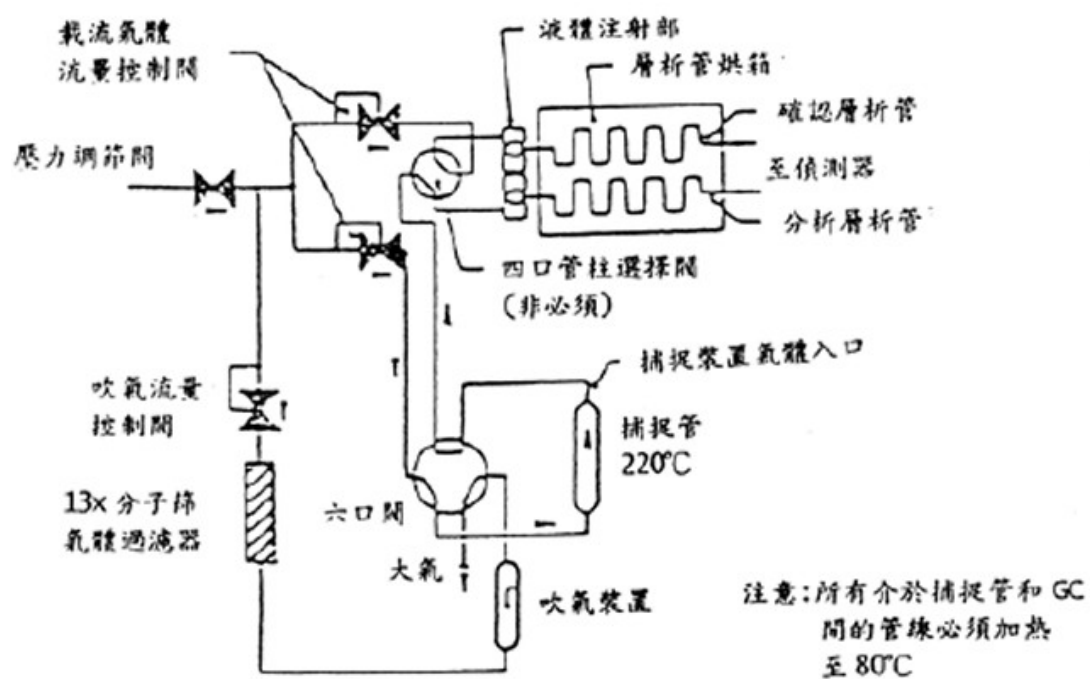 載流氣體
流量控制閥
液體注射部
層析管烘箱
確認層析管
壓力調節閥
至偵測器
分析層析管
四口管柱選擇閥
(非必須)
捕捉裝置氣體入口
吹氣流量
控制閥
捕捉管
220℃
13x 分子篩
氣體過濾器
六口閥
大氣
吹氣裝置
注意:所有介於捕捉管和 GC
間的管線必須加熱
至 80℃